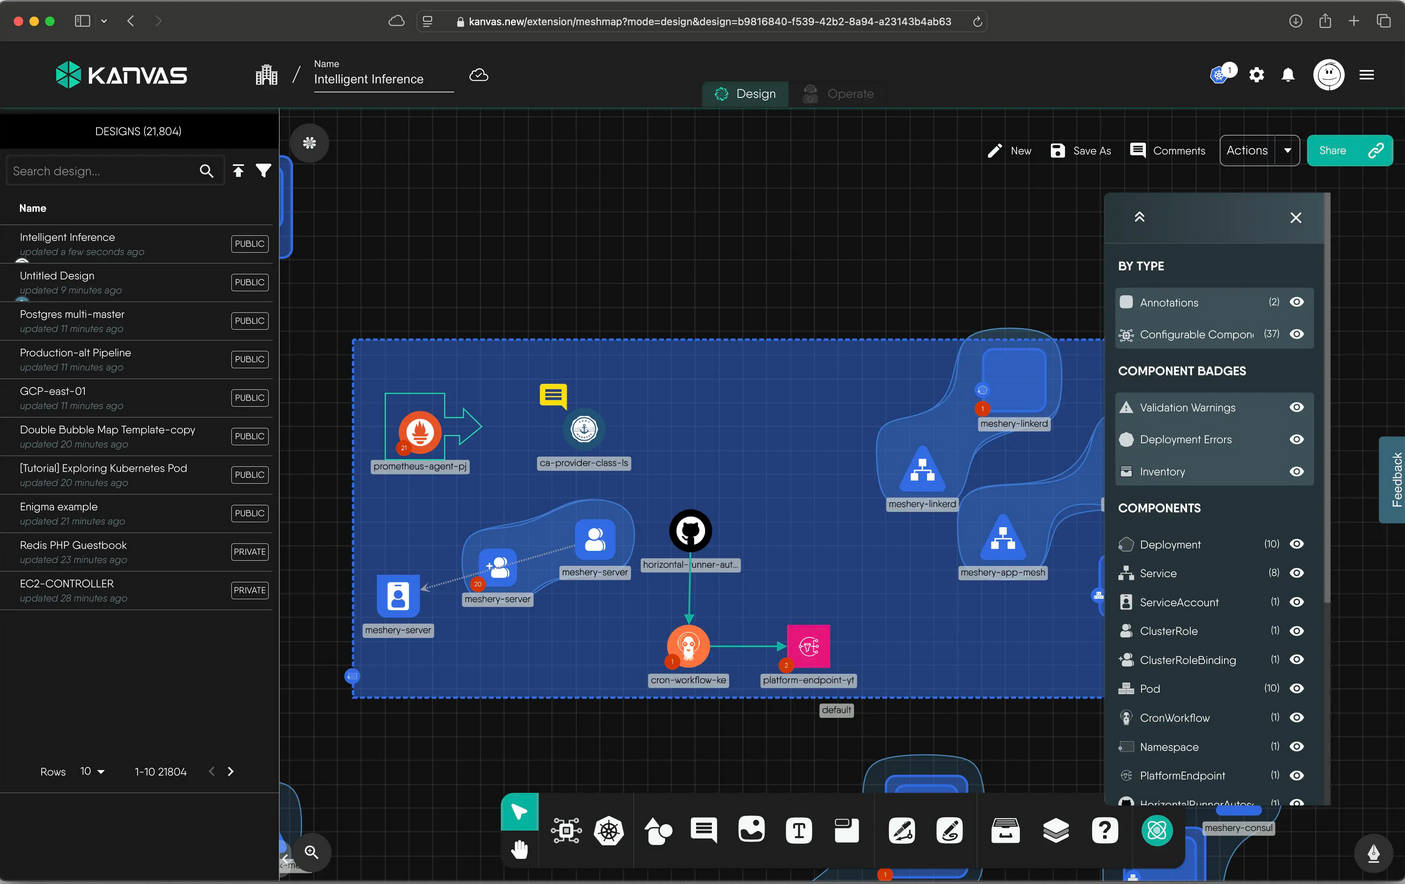 kanvas.new/extension/meshmap?mode=design&design=b9816840-f539-42b2-8a94-a23143b4ab63
KANVAS
Name
Intelligent Inference
1
Design
Operate
DESIGNS (21,804)
Search design...
Name
Intelligent Inference
updated a few seconds ago
PUBLIC
Untitled Design
updated 9 minutes ago
PUBLIC
Postgres multi-master
updated 11 minutes ago
PUBLIC
Production-alt Pipeline
updated 11 minutes ago
PUBLIC
GCP-east-01
updated 11 minutes ago
PUBLIC
Double Bubble Map Template-copy
updated 20 minutes ago
PUBLIC
[Tutorial] Exploring Kubernetes Pod
updated 20 minutes ago
PUBLIC
Enigma example
updated 21 minutes ago
PUBLIC
Redis PHP Guestbook
updated 23 minutes ago
PRIVATE
EC2-CONTROLLER
updated 28 minutes ago
PRIVATE
Rows 10 1-10 21804
New
Save As
Comments
Actions
Share
21
prometheus-agent-pj
ca-provider-class-ls
1
meshery-linkerd
meshery-linkerd
meshery-app-mesh
horizontal-runner-aut...
meshery-server
20
meshery-server
meshery-server
1
cron-workflow-ke
2
platform-endpoint-yt
default
BY TYPE
Annotations (2)
Configurable Compon (37)
COMPONENT BADGES
Validation Warnings
Deployment Errors
Inventory
COMPONENTS
Deployment (10)
Service (8)
ServiceAccount (1)
ClusterRole (1)
ClusterRoleBinding (1)
Pod (10)
CronWorkflow (1)
Namespace (1)
PlatformEndpoint (1)
HorizontalRunnerAutos (1)
Feedback
T
?
meshery-consul
1